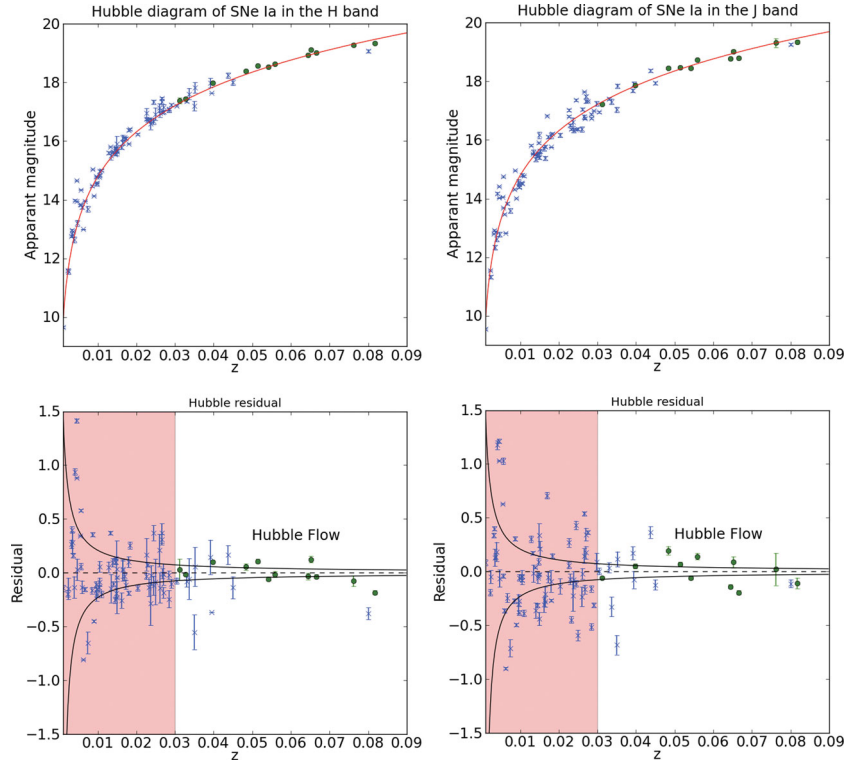 Hubble diagram of SNe Ia in the H band
20
18
16
14
12
10
Apparant magnitude
0.01 0.02 0.03 0.04 0.05 0.06 0.07 0.08 0.09
z
Hubble diagram of SNe Ia in the J band
20
18
16
14
12
10
Apparant magnitude
0.01 0.02 0.03 0.04 0.05 0.06 0.07 0.08 0.09
z
Hubble residual
1.5
1.0
0.5
0.0
−0.5
−1.0
−1.5
Residual
Hubble Flow
0.01 0.02 0.03 0.04 0.05 0.06 0.07 0.08 0.09
z
Hubble residual
1.5
1.0
0.5
0.0
−0.5
−1.0
−1.5
Residual
Hubble Flow
0.01 0.02 0.03 0.04 0.05 0.06 0.07 0.08 0.09
z